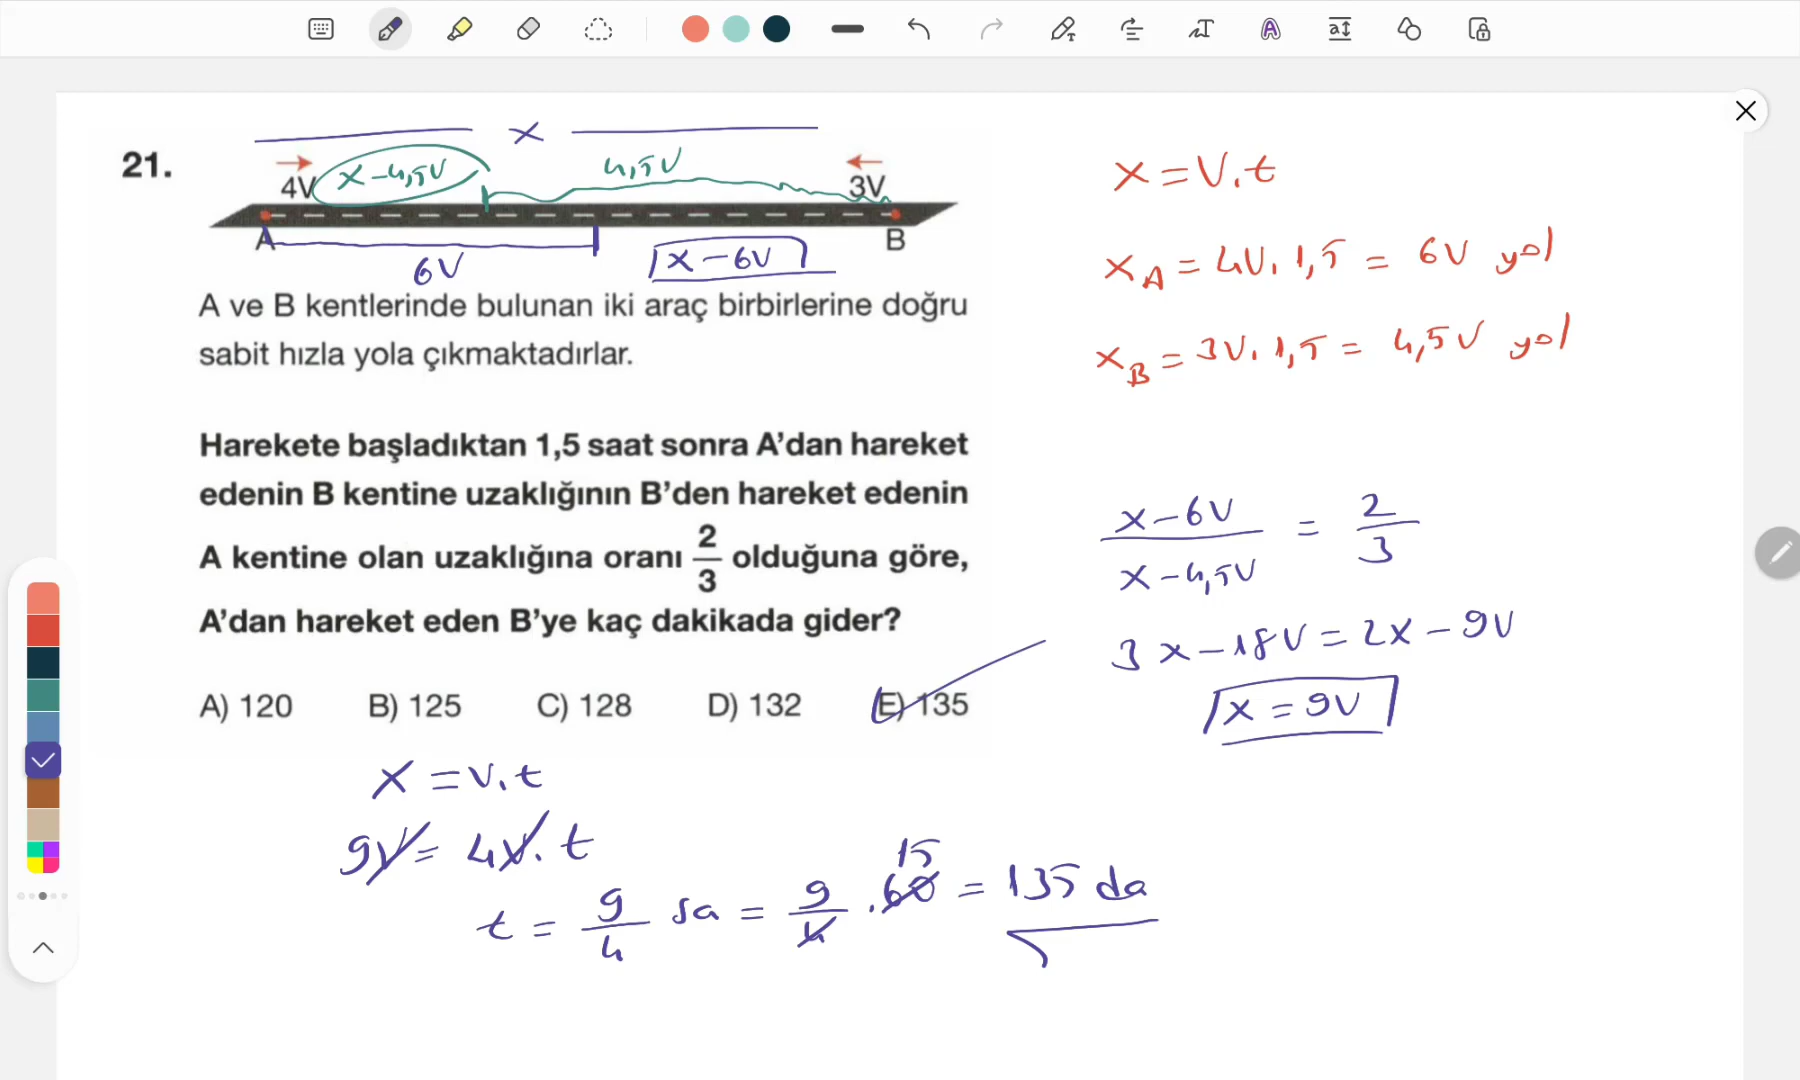 x
21.
4V
x-4,5V
4,5V
3V
A
B
6V
x-6V
A ve B kentlerinde bulunan iki araç birbirlerine doğru
sabit hızla yola çıkmaktadırlar.
Harekete başladıktan 1,5 saat sonra A'dan hareket
edenin B kentine uzaklığının B'den hareket edenin
A kentine olan uzaklığına oranı 2/3 olduğuna göre,
A'dan hareket eden B'ye kaç dakikada gider?
A) 120 B) 125 C) 128 D) 132 E) 135
x = V.t
9V = 4V.t
t = 9/4 sa = 9/4 .60 = 135 da
15
x = V.t
xA = 4V. 1,5 = 6V yol
xB = 3V. 1,5 = 4,5V yol
x-6V / x-4,5V = 2/3
3x-18V = 2x-9V
x = 9V